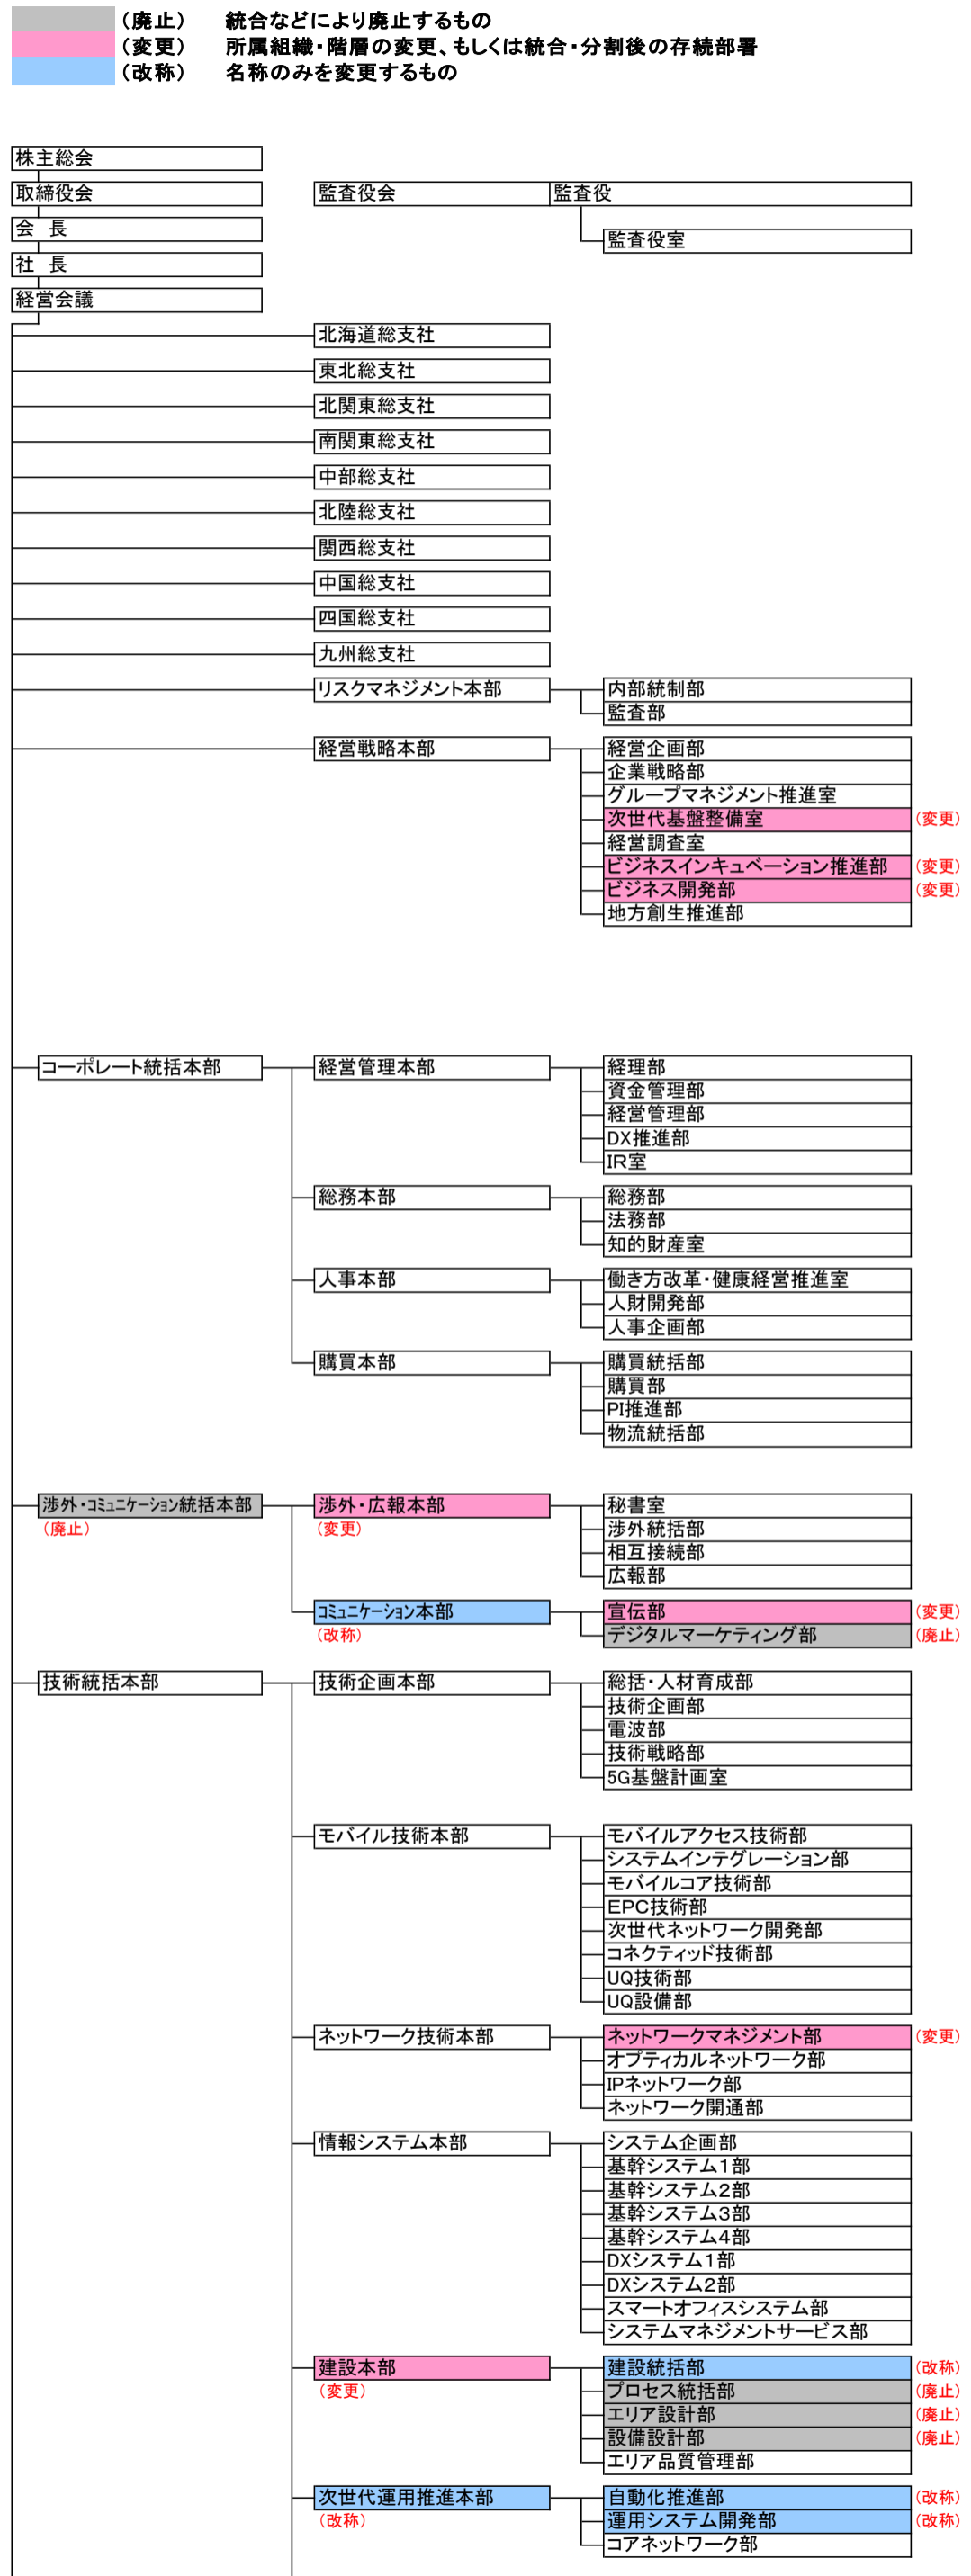 （廃止）　統合などにより廃止するもの
（変更）　所属組織・階層の変更、もしくは統合・分割後の存続部署
（改称）　名称のみを変更するもの
株主総会
取締役会　監査役会　監査役
会　長
監査役室
社　長
経営会議
北海道総支社
東北総支社
北関東総支社
南関東総支社
中部総支社
北陸総支社
関西総支社
中国総支社
四国総支社
九州総支社
リスクマネジメント本部　内部統制部
監査部
経営戦略本部　経営企画部
企業戦略部
グループマネジメント推進室
次世代基盤整備室　（変更）
経営調査室
ビジネスインキュベーション推進部　（変更）
ビジネス開発部　（変更）
地方創生推進部
コーポレート統括本部　経営管理本部　経理部
資金管理部
経営管理部
DX推進部
IR室
総務本部　総務部
法務部
知的財産室
人事本部　働き方改革・健康経営推進室
人財開発部
人事企画部
購買本部　購買統括部
購買部
PI推進部
物流統括部
渉外・ｺﾐｭﾆｹｰｼｮﾝ統括本部　渉外・広報本部　秘書室
（廃止）　（変更）　渉外統括部
相互接続部
広報部
ｺﾐｭﾆｹｰｼｮﾝ本部　宣伝部　（変更）
（改称）　デジタルマーケティング部　（廃止）
技術統括本部　技術企画本部　総括・人材育成部
技術企画部
電波部
技術戦略部
5G基盤計画室
モバイル技術本部　モバイルアクセス技術部
システムインテグレーション部
モバイルコア技術部
EPC技術部
次世代ネットワーク開発部
コネクティッド技術部
UQ技術部
UQ設備部
ネットワーク技術本部　ネットワークマネジメント部　（変更）
オプティカルネットワーク部
IPネットワーク部
ネットワーク開通部
情報システム本部　システム企画部
基幹システム１部
基幹システム２部
基幹システム３部
基幹システム４部
DXシステム１部
DXシステム２部
スマートオフィスシステム部
システムマネジメントサービス部
建設本部　建設統括部　（改称）
（変更）　プロセス統括部　（廃止）
エリア設計部　（廃止）
設備設計部　（廃止）
エリア品質管理部
次世代運用推進本部　自動化推進部　（改称）
（改称）　運用システム開発部　（改称）
コアネットワーク部